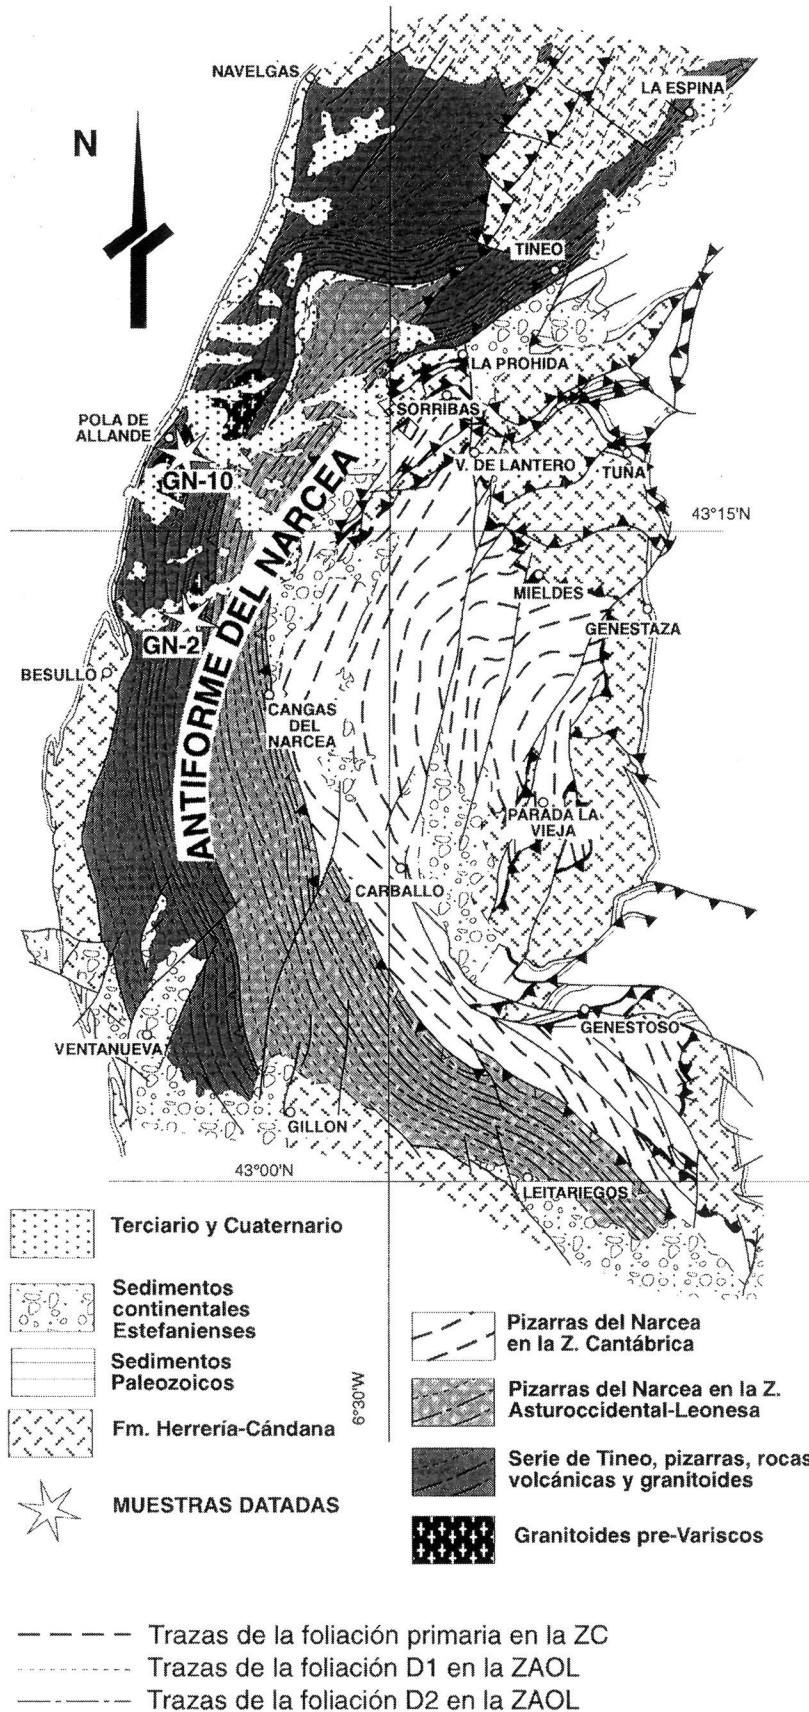 NAVELGAS
LA ESPINA
N
TINEO
LA PROHIDA
SORRIBAS
POLA DE
ALLANDE
V. DE LANTERO
TUÑA
GN-10
43°15'N
ANTIFORME DEL NARCEA
MIELDES
GENESTAZA
GN-2
BESULLO
CANGAS
DEL
NARCEA
PARADA LA
VIEJA
CARBALLO
GENESTOSO
VENTANUEVA
GILLON
43°00'N
LEITARIEGOS
Terciario y Cuaternario
Sedimentos
continentales
Estefanienses
Sedimentos
Paleozoicos
Fm. Herrería-Cándana
MUESTRAS DATADAS
6°30'W
Pizarras del Narcea
en la Z. Cantábrica
Pizarras del Narcea en la Z.
Asturoccidental-Leonesa
Serie de Tineo, pizarras, rocas
volcánicas y granitoides
Granitoides pre-Variscos
Trazas de la foliación primaria en la ZC
Trazas de la foliación D1 en la ZAOL
Trazas de la foliación D2 en la ZAOL